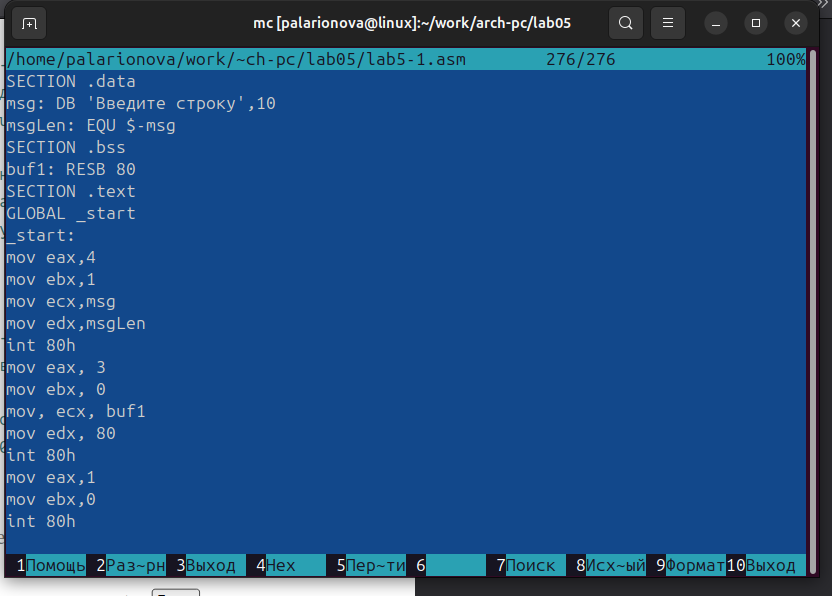 mc [palarionova@linux]:~/work/arch-pc/lab05
/home/palarionova/work/~ch-pc/lab05/lab5-1.asm 276/276 100%
SECTION .data
msg: DB 'Введите строку',10
msgLen: EQU $-msg
SECTION .bss
buf1: RESB 80
SECTION .text
GLOBAL _start
_start:
mov eax,4
mov ebx,1
mov ecx,msg
mov edx,msgLen
int 80h
mov eax, 3
mov ebx, 0
mov, ecx, buf1
mov edx, 80
int 80h
mov eax,1
mov ebx,0
int 80h
1Помощь 2Раз~рн 3Выход 4Hex 5Пер~ти 6 7Поиск 8Исх~ый 9Формат 10Выход